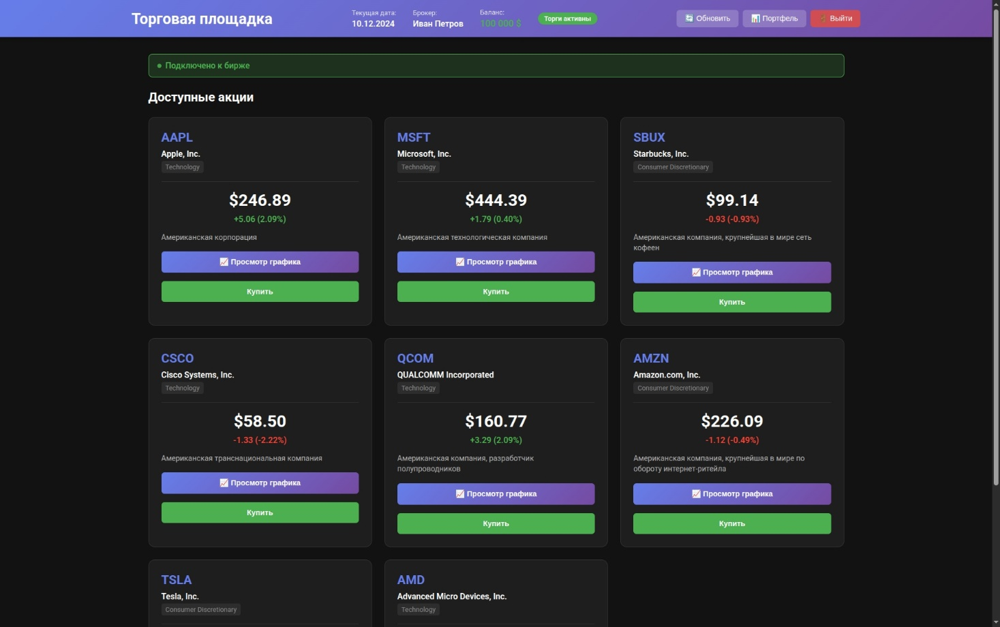 Торговая площадка
Текущая дата:
10.12.2024
Брокер:
Иван Петров
Баланс:
100 000 $
Торги активны
Обновить
Портфель
Выйти
Подключено к бирже
Доступные акции
AAPL
Apple, Inc.
Technology
$246.89
+5.06 (2.09%)
Американская корпорация
Просмотр графика
Купить
MSFT
Microsoft, Inc.
Technology
$444.39
+1.79 (0.40%)
Американская технологическая компания
Просмотр графика
Купить
SBUX
Starbucks, Inc.
Consumer Discretionary
$99.14
-0.93 (-0.93%)
Американская компания, крупнейшая в мире сеть
кофеен
Просмотр графика
Купить
CSCO
Cisco Systems, Inc.
Technology
$58.50
-1.33 (-2.22%)
Американская транснациональная компания
Просмотр графика
Купить
QCOM
QUALCOMM Incorporated
Technology
$160.77
+3.29 (2.09%)
Американская компания, разработчик
полупроводников
Просмотр графика
Купить
AMZN
Amazon.com, Inc.
Consumer Discretionary
$226.09
-1.12 (-0.49%)
Американская компания, крупнейшая в мире по
обороту интернет-ритейла
Просмотр графика
Купить
TSLA
Tesla, Inc.
Consumer Discretionary
AMD
Advanced Micro Devices, Inc.
Technology